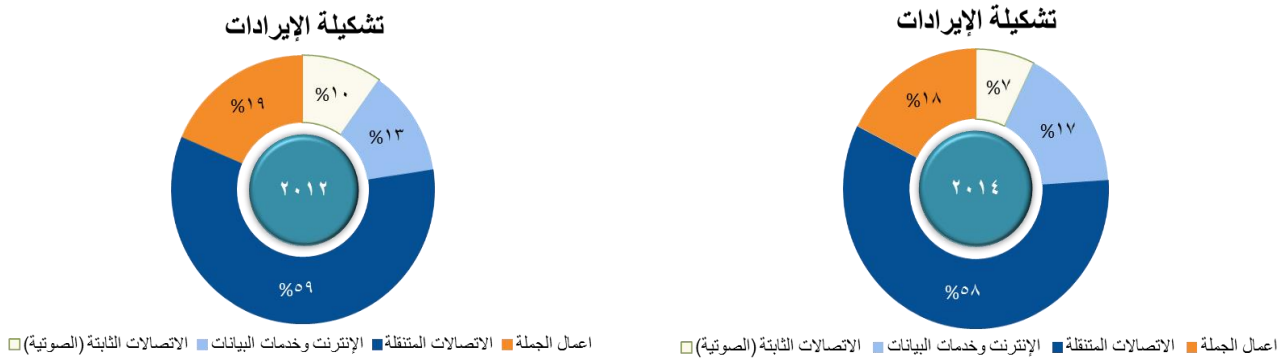 تشكيلة الإيرادات
%١٠
%١٣
%٥٩
%١٩
٢٠١٢
اعمال الجملة الاتصالات المتنقلة الإنترنت وخدمات البيانات الاتصالات الثابتة (الصوتية)
تشكيلة الإيرادات
%٧
%١٧
%٥٨
%١٨
٢٠١٤
اعمال الجملة الاتصالات المتنقلة الإنترنت وخدمات البيانات الاتصالات الثابتة (الصوتية)